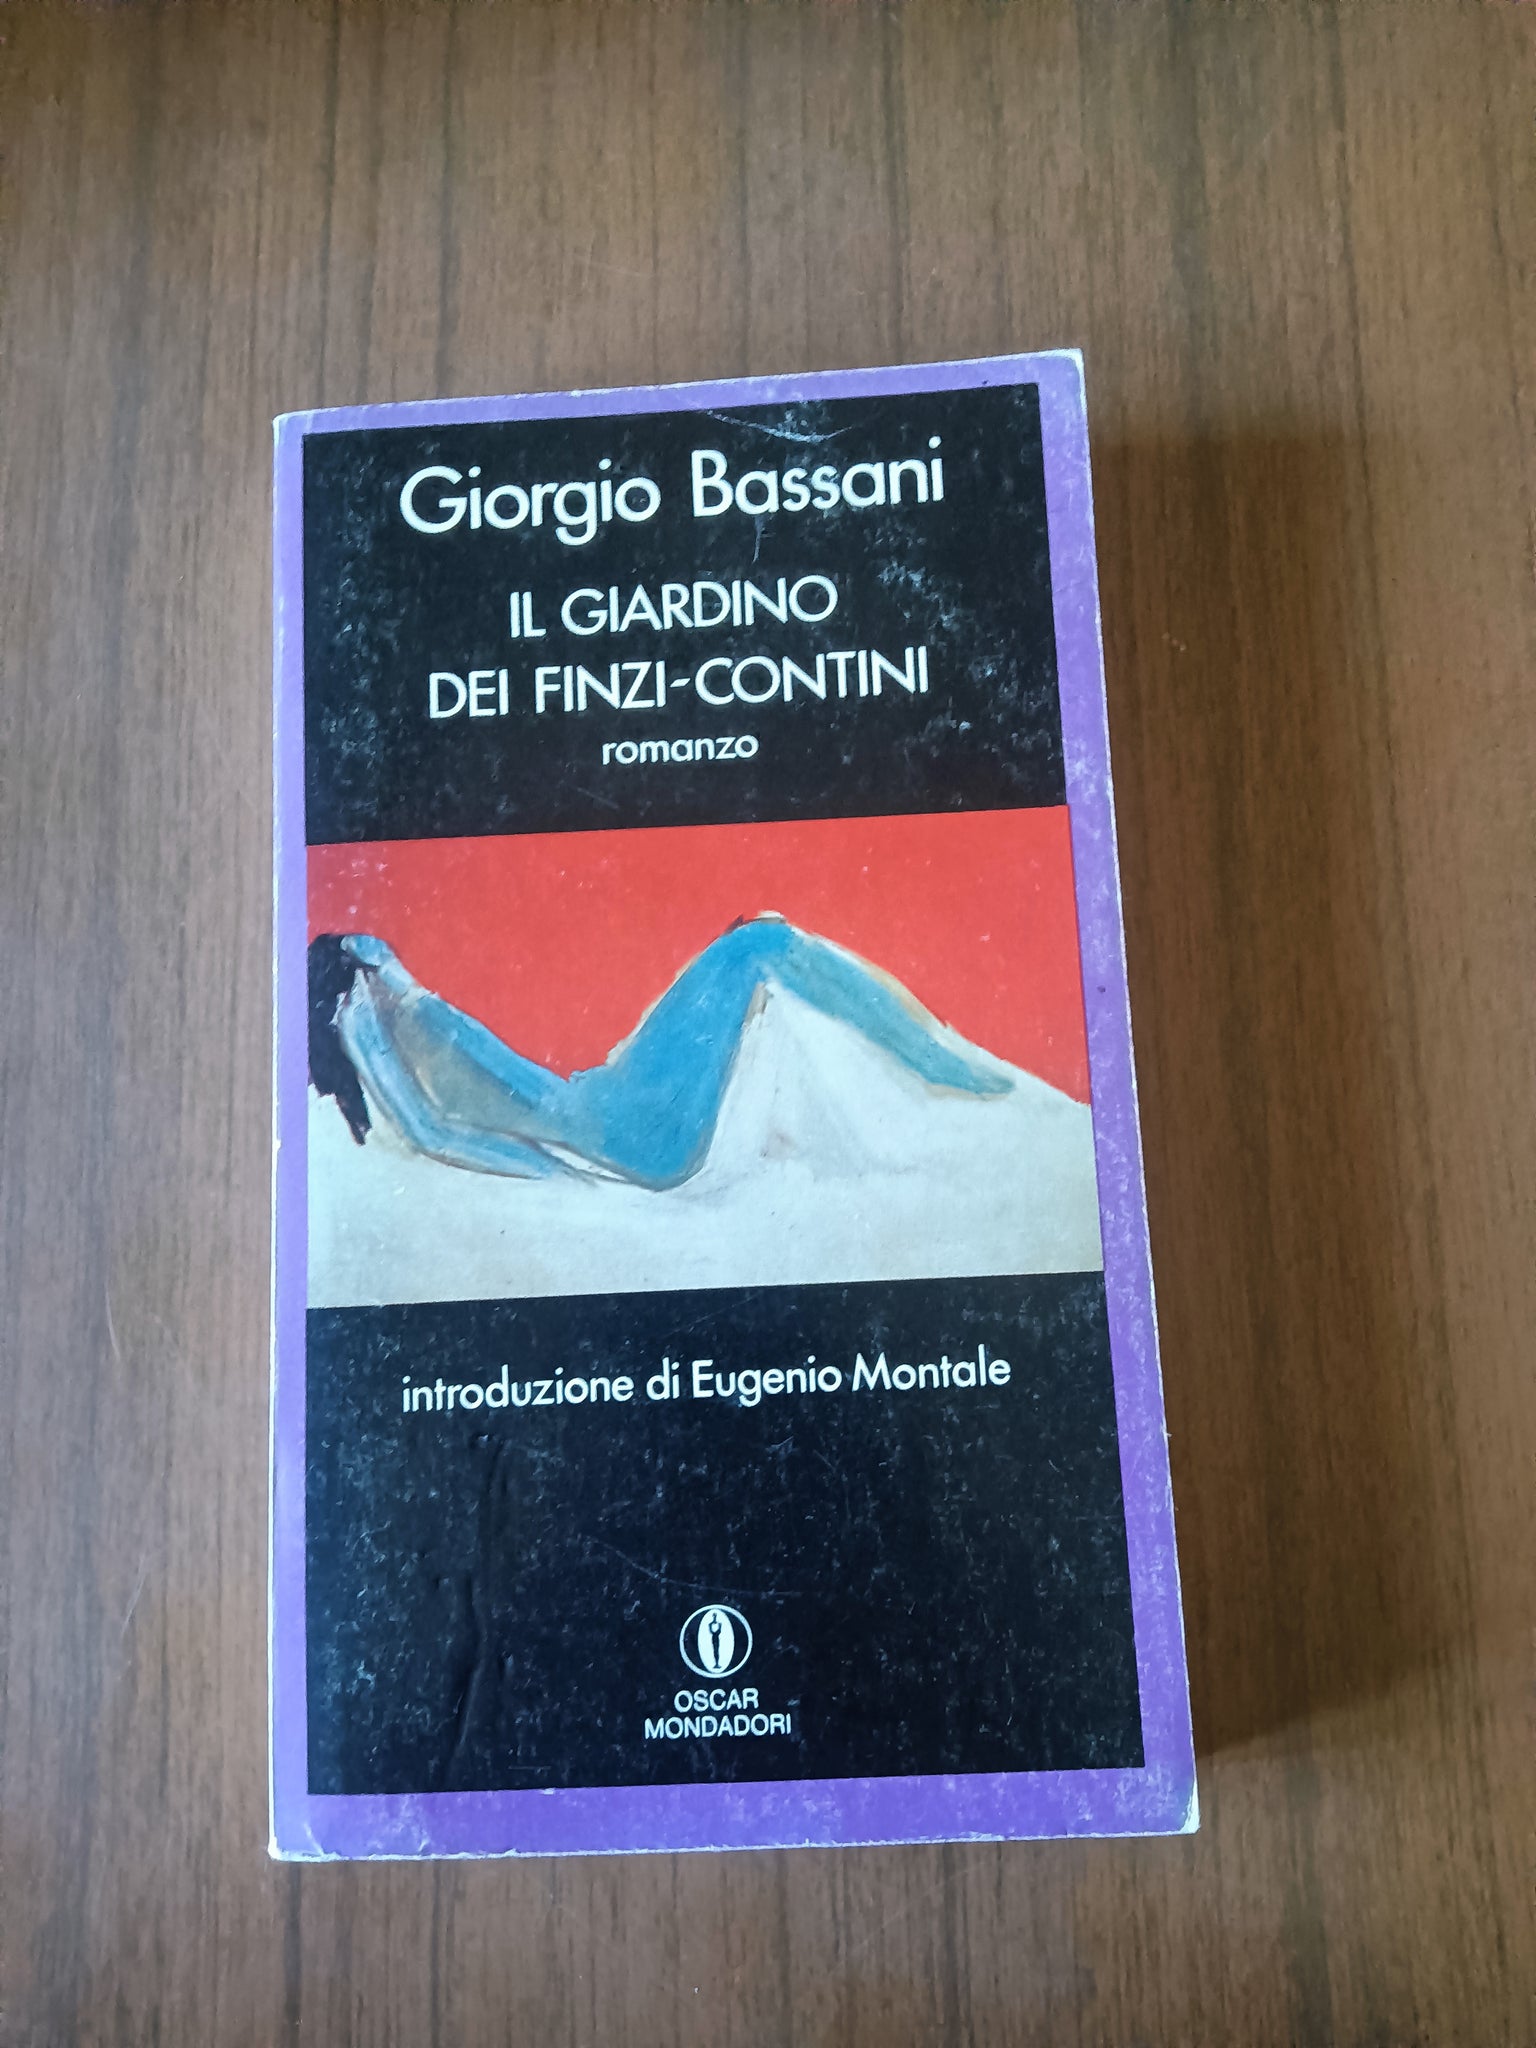 Giorgio Bassani
IL GIARDINO
DEI FINZI-CONTINI
romanzo
introduzione di Eugenio Montale
OSCAR
MONDADORI